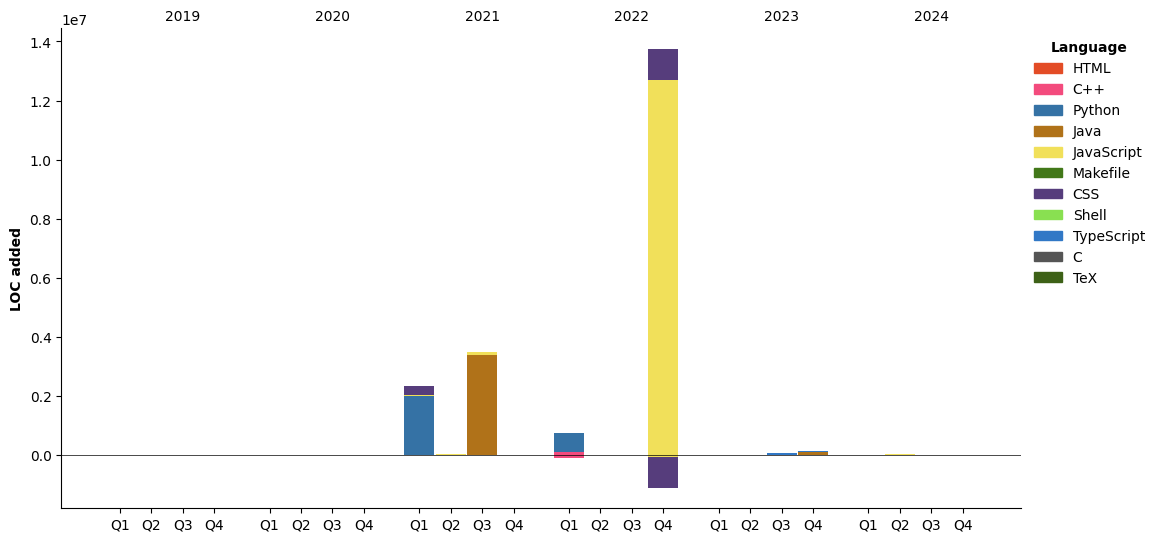 1e7
2019 2020 2021 2022 2023 2024
1.4
1.2
1.0
0.8
0.6
0.4
0.2
0.0
LOC added
Q1 Q2 Q3 Q4 Q1 Q2 Q3 Q4 Q1 Q2 Q3 Q4 Q1 Q2 Q3 Q4 Q1 Q2 Q3 Q4 Q1 Q2 Q3 Q4
Language
HTML
C++
Python
Java
JavaScript
Makefile
CSS
Shell
TypeScript
C
TeX